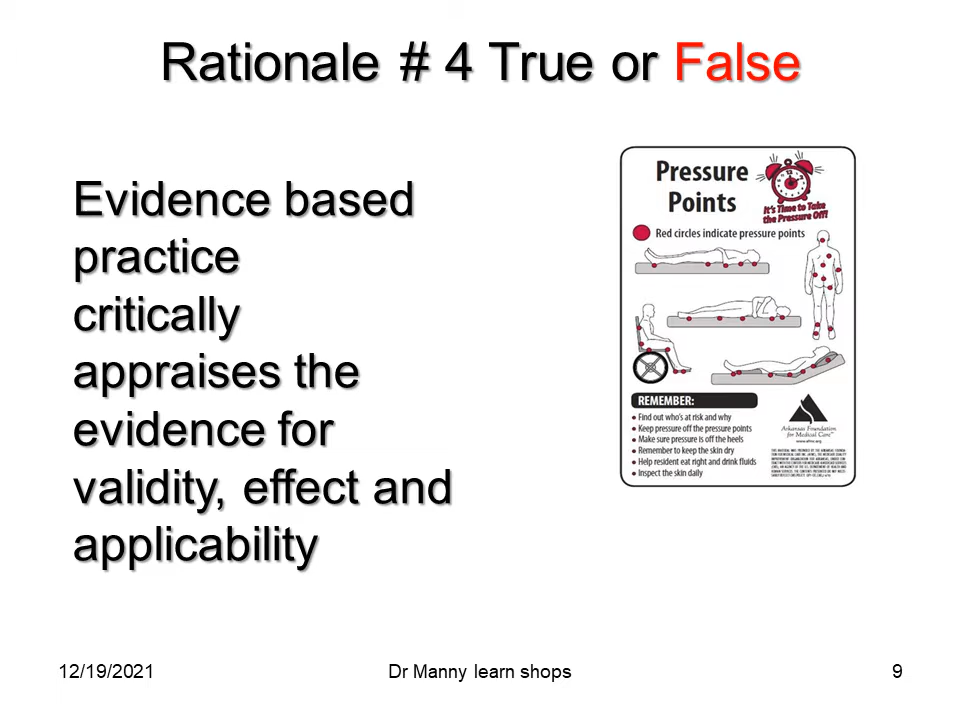 Rationale # 4 True or False
Evidence based
practice
critically
appraises the
evidence for
validity, effect and
applicability
Pressure
Points
It's Time to Take
the Pressure Off!
Red circles indicate pressure points
REMEMBER:
• Find out who's at risk and why
• Keep pressure off the pressure points
• Make sure pressure is off the heels
• Remember to keep the skin dry
• Help resident eat right and drink fluids
• Inspect the skin daily
Arkansas Foundation
for Medical Care
www.afmc.org
12/19/2021
Dr Manny learn shops
9